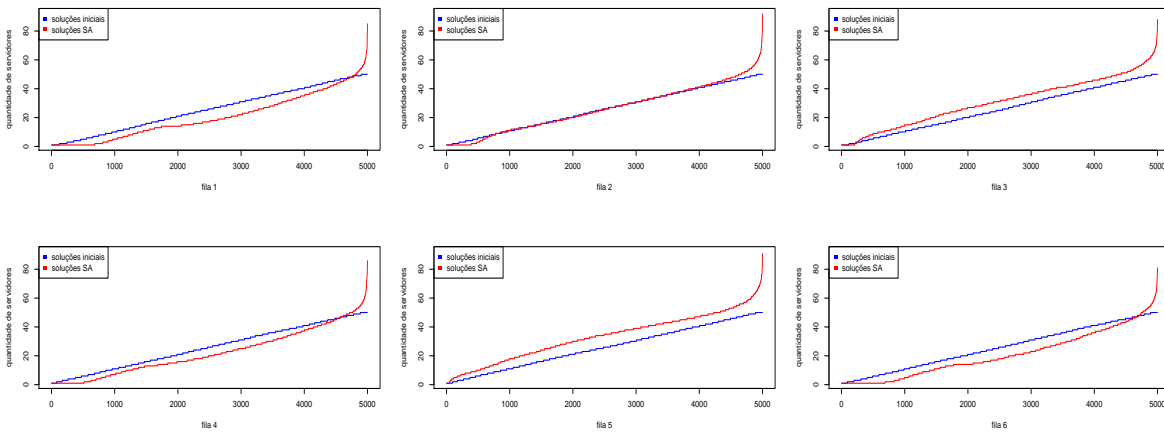 soluções iniciais
soluções SA
quantidade de servidores
0 20 40 60 80
0 1000 2000 3000 4000 5000
fila 1
soluções iniciais
soluções SA
quantidade de servidores
0 20 40 60 80
0 1000 2000 3000 4000 5000
fila 2
soluções iniciais
soluções SA
quantidade de servidores
0 20 40 60 80
0 1000 2000 3000 4000 5000
fila 3
soluções iniciais
soluções SA
quantidade de servidores
0 20 40 60 80
0 1000 2000 3000 4000 5000
fila 4
soluções iniciais
soluções SA
quantidade de servidores
0 20 40 60 80
0 1000 2000 3000 4000 5000
fila 5
soluções iniciais
soluções SA
quantidade de servidores
0 20 40 60 80
0 1000 2000 3000 4000 5000
fila 6